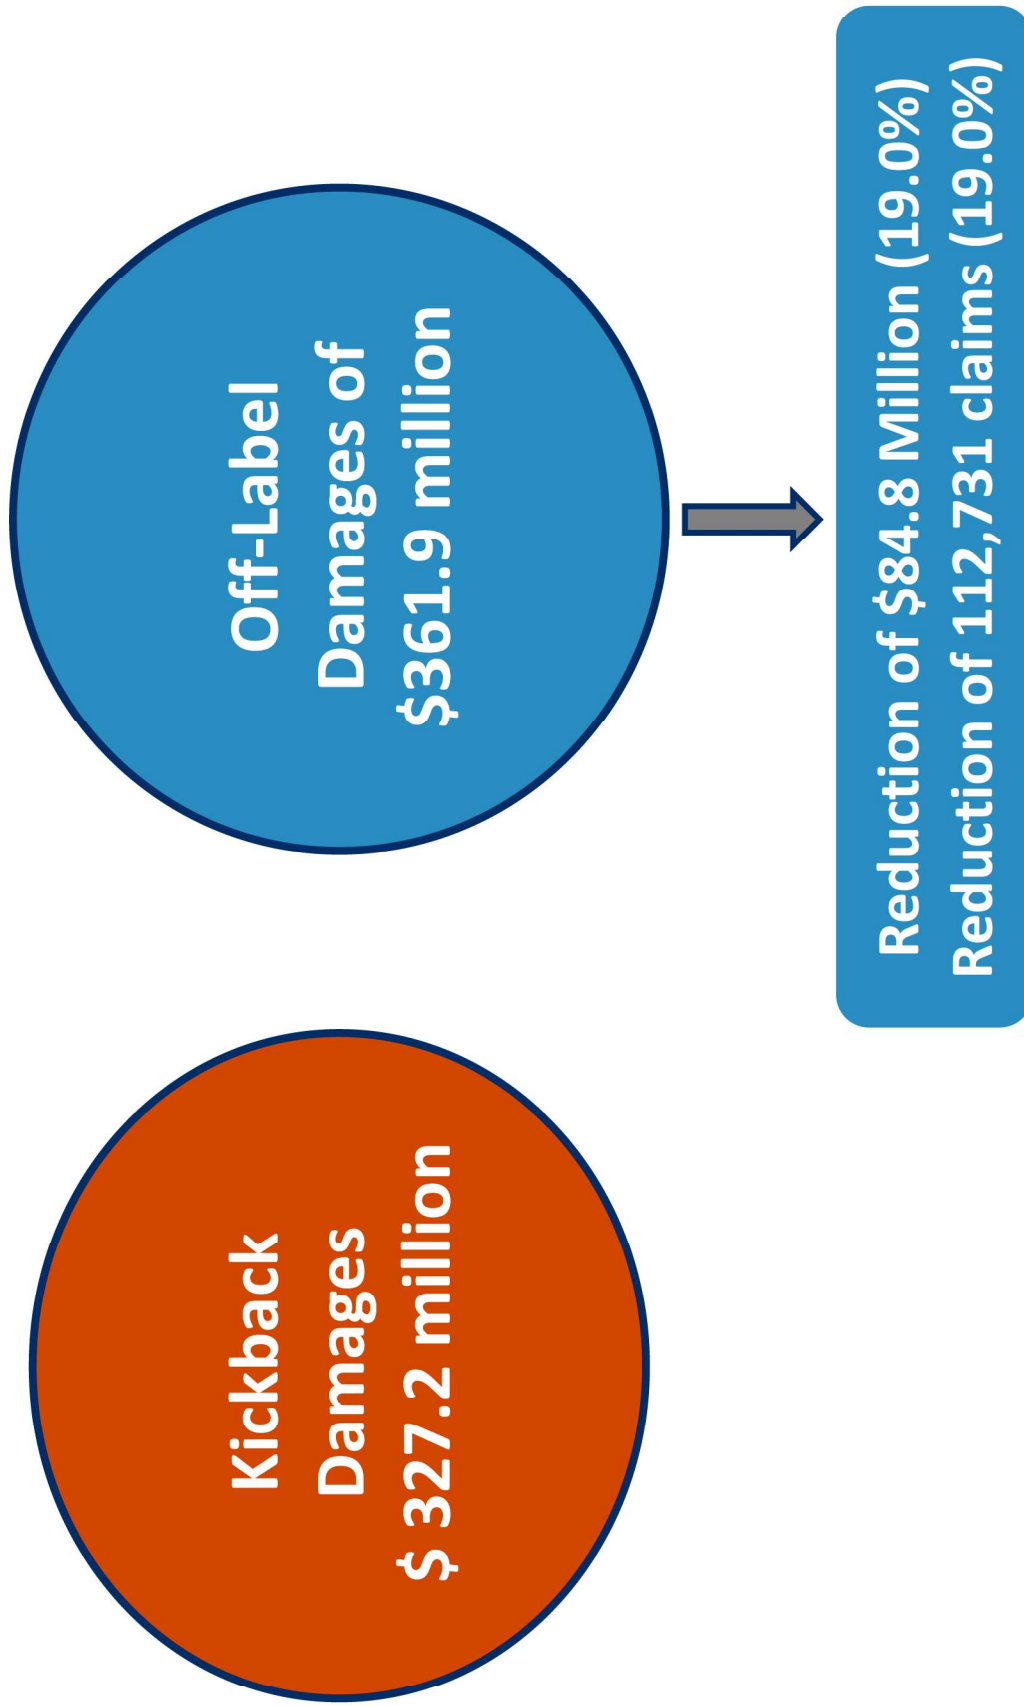 Kickback
Damages
$ 327.2 million
Off-Label
Damages of
$361.9 million
Reduction of $84.8 Million (19.0%)
Reduction of 112,731 claims (19.0%)